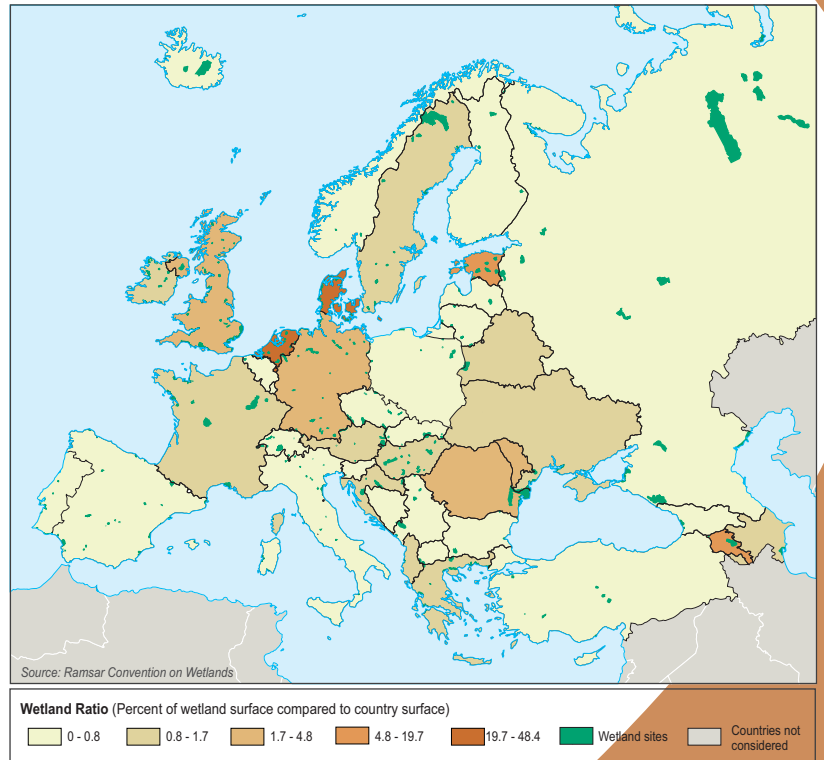 Source: Ramsar Convention on Wetlands
Wetland Ratio (Percent of wetland surface compared to country surface)
0 - 0.8
0.8 - 1.7
1.7 - 4.8
4.8 - 19.7
19.7 - 48.4
Wetland sites
Countries not
considered